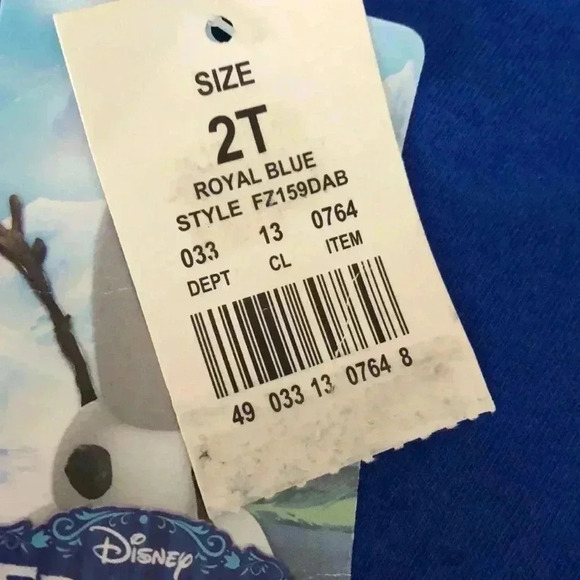 SIZE
2T
ROYAL BLUE
STYLE FZ159DAB
033 13 0764
DEPT CL ITEM
49 033 13 0764 8
Disney